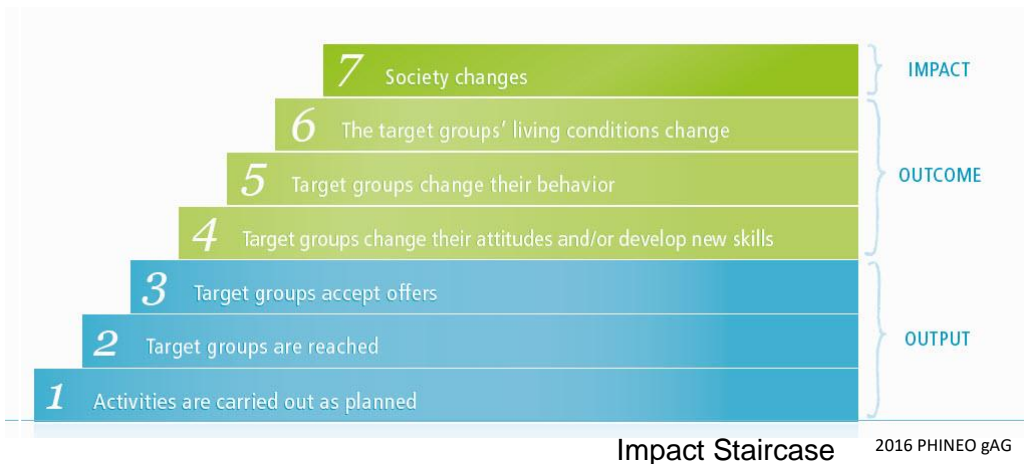 7 Society changes
IMPACT
6 The target groups' living conditions change
5 Target groups change their behavior
OUTCOME
4 Target groups change their attitudes and/or develop new skills
3 Target groups accept offers
2 Target groups are reached
OUTPUT
1 Activities are carried out as planned
Impact Staircase
2016 PHINEO gAG